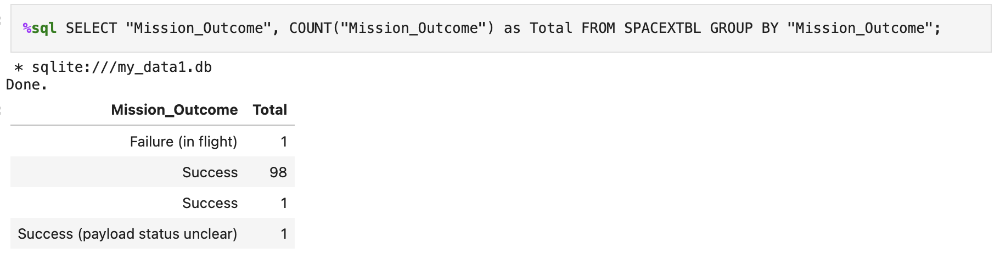 %sql SELECT "Mission_Outcome", COUNT("Mission_Outcome") as Total FROM SPACEXTBL GROUP BY "Mission_Outcome";
* sqlite:///my_data1.db
Done.
Mission_Outcome Total
Failure (in flight) 1
Success 98
Success 1
Success (payload status unclear) 1